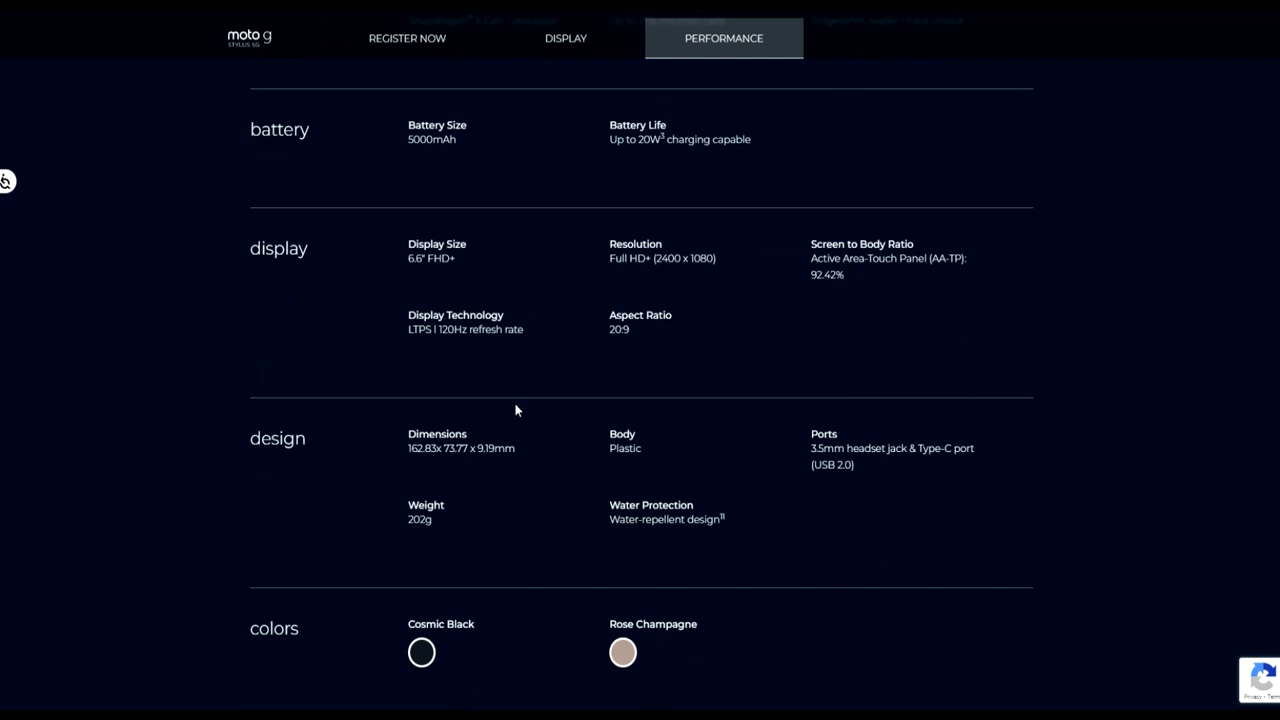 moto g
STYLUS 5G
REGISTER NOW
DISPLAY
PERFORMANCE
battery
Battery Size
5000mAh
Battery Life
Up to 20W³ charging capable
display
Display Size
6.6" FHD+
Resolution
Full HD+ (2400 x 1080)
Screen to Body Ratio
Active Area-Touch Panel (AA-TP):
92.42%
Display Technology
LTPS | 120Hz refresh rate
Aspect Ratio
20:9
design
Dimensions
162.83x 73.77 x 9.19mm
Body
Plastic
Ports
3.5mm headset jack & Type-C port
(USB 2.0)
Weight
202g
Water Protection
Water-repellent design¹¹
colors
Cosmic Black
Rose Champagne
Privacy - Term